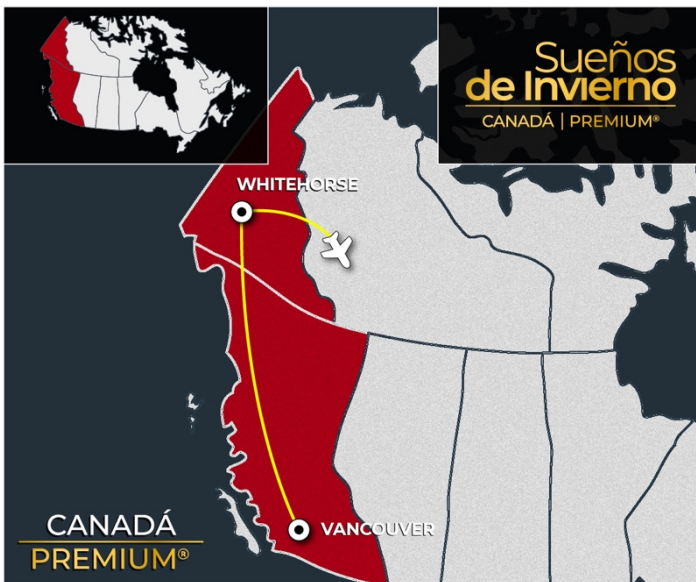 Sueños
de Invierno
CANADÁ | PREMIUM®
WHITEHORSE
VANCOUVER
CANADÁ
PREMIUM®